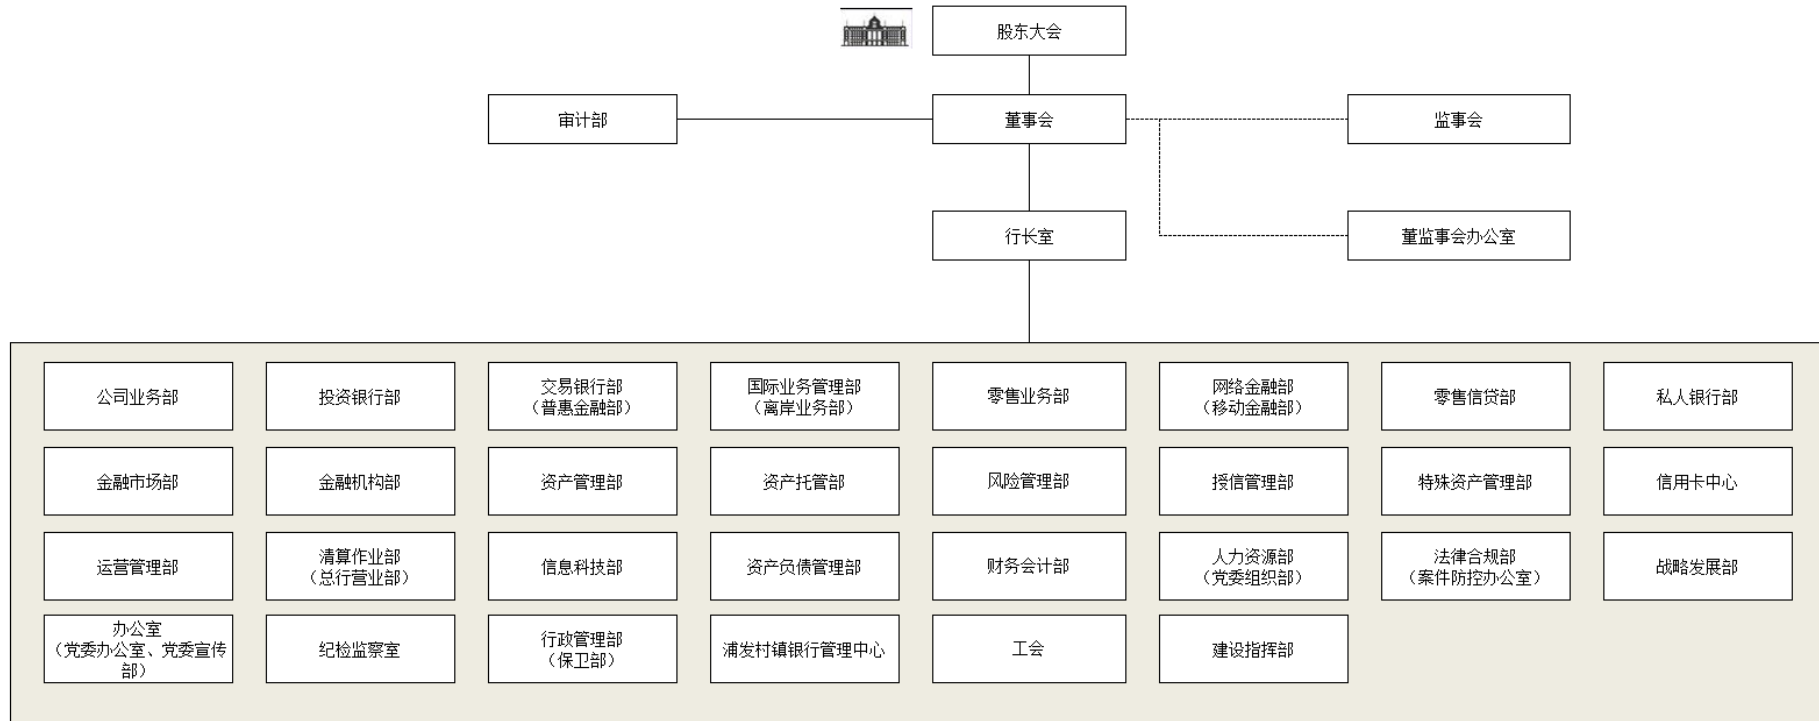 股东大会
审计部
董事会
监事会
行长室
董监事会办公室
公司业务部
投资银行部
交易银行部
（普惠金融部）
国际业务管理部
（离岸业务部）
零售业务部
网络金融部
（移动金融部）
零售信贷部
私人银行部
金融市场部
金融机构部
资产管理部
资产托管部
风险管理部
授信管理部
特殊资产管理部
信用卡中心
运营管理部
清算作业部
（总行营业部）
信息科技部
资产负债管理部
财务会计部
人力资源部
（党委组织部）
法律合规部
（案件防控办公室）
战略发展部
办公室
（党委办公室、党委宣传
部）
纪检监察室
行政管理部
（保卫部）
浦发村镇银行管理中心
工会
建设指挥部